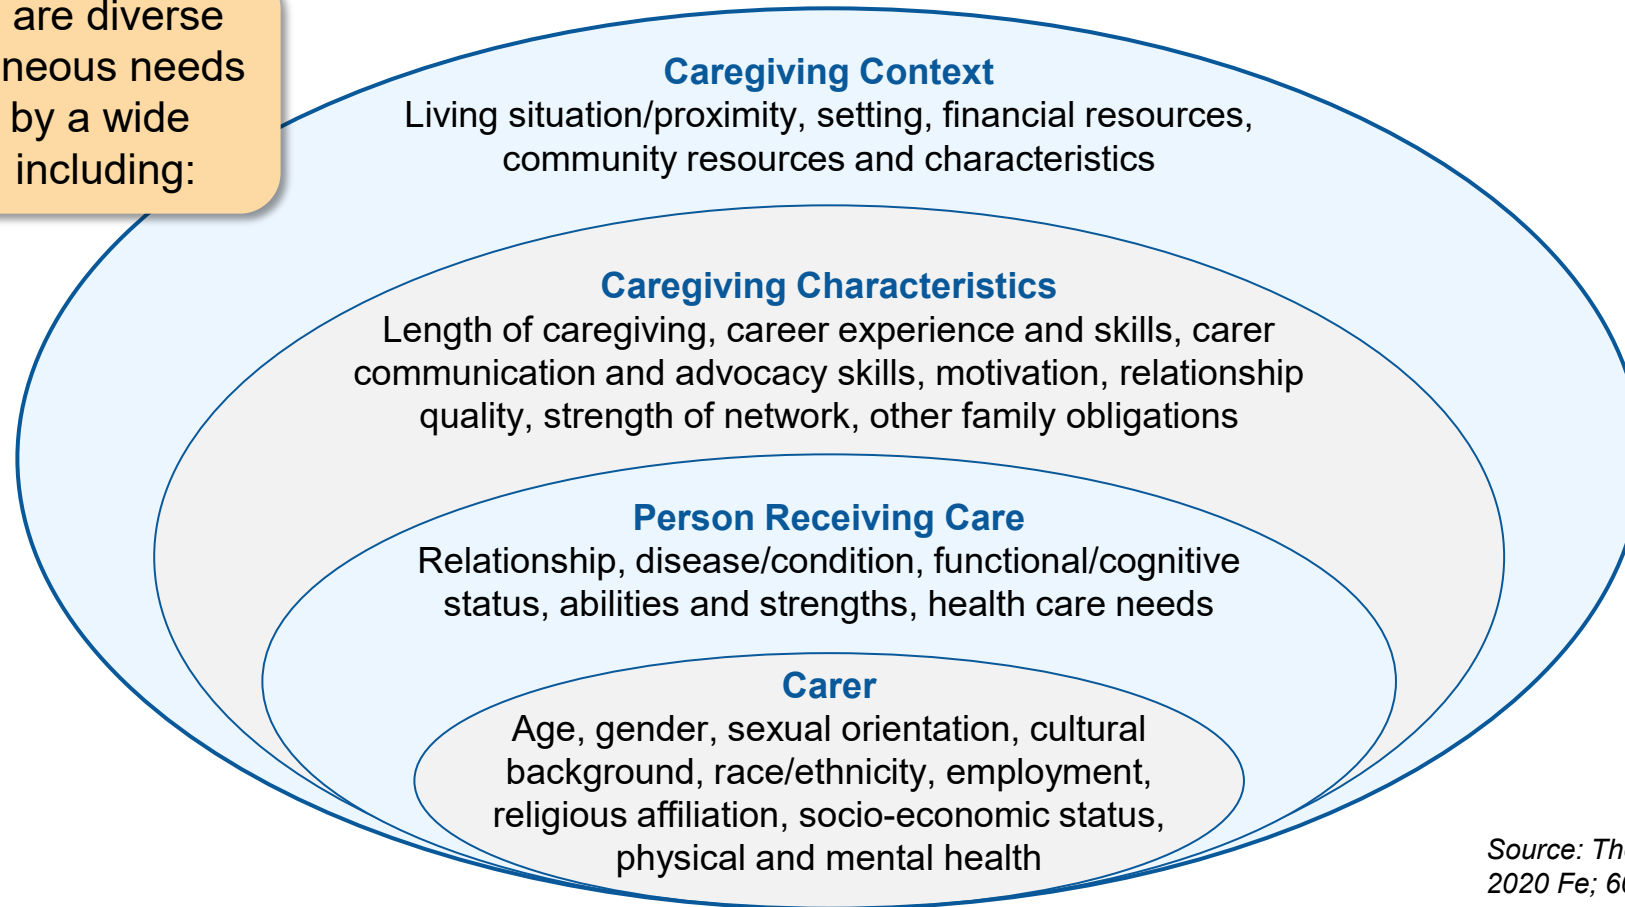 are diverse
neous needs
by a wide
including:
Caregiving Context
Living situation/proximity, setting, financial resources,
community resources and characteristics
Caregiving Characteristics
Length of caregiving, career experience and skills, carer
communication and advocacy skills, motivation, relationship
quality, strength of network, other family obligations
Person Receiving Care
Relationship, disease/condition, functional/cognitive
status, abilities and strengths, health care needs
Carer
Age, gender, sexual orientation, cultural
background, race/ethnicity, employment,
religious affiliation, socio-economic status,
physical and mental health
Source: Th
2020 Fe; 6